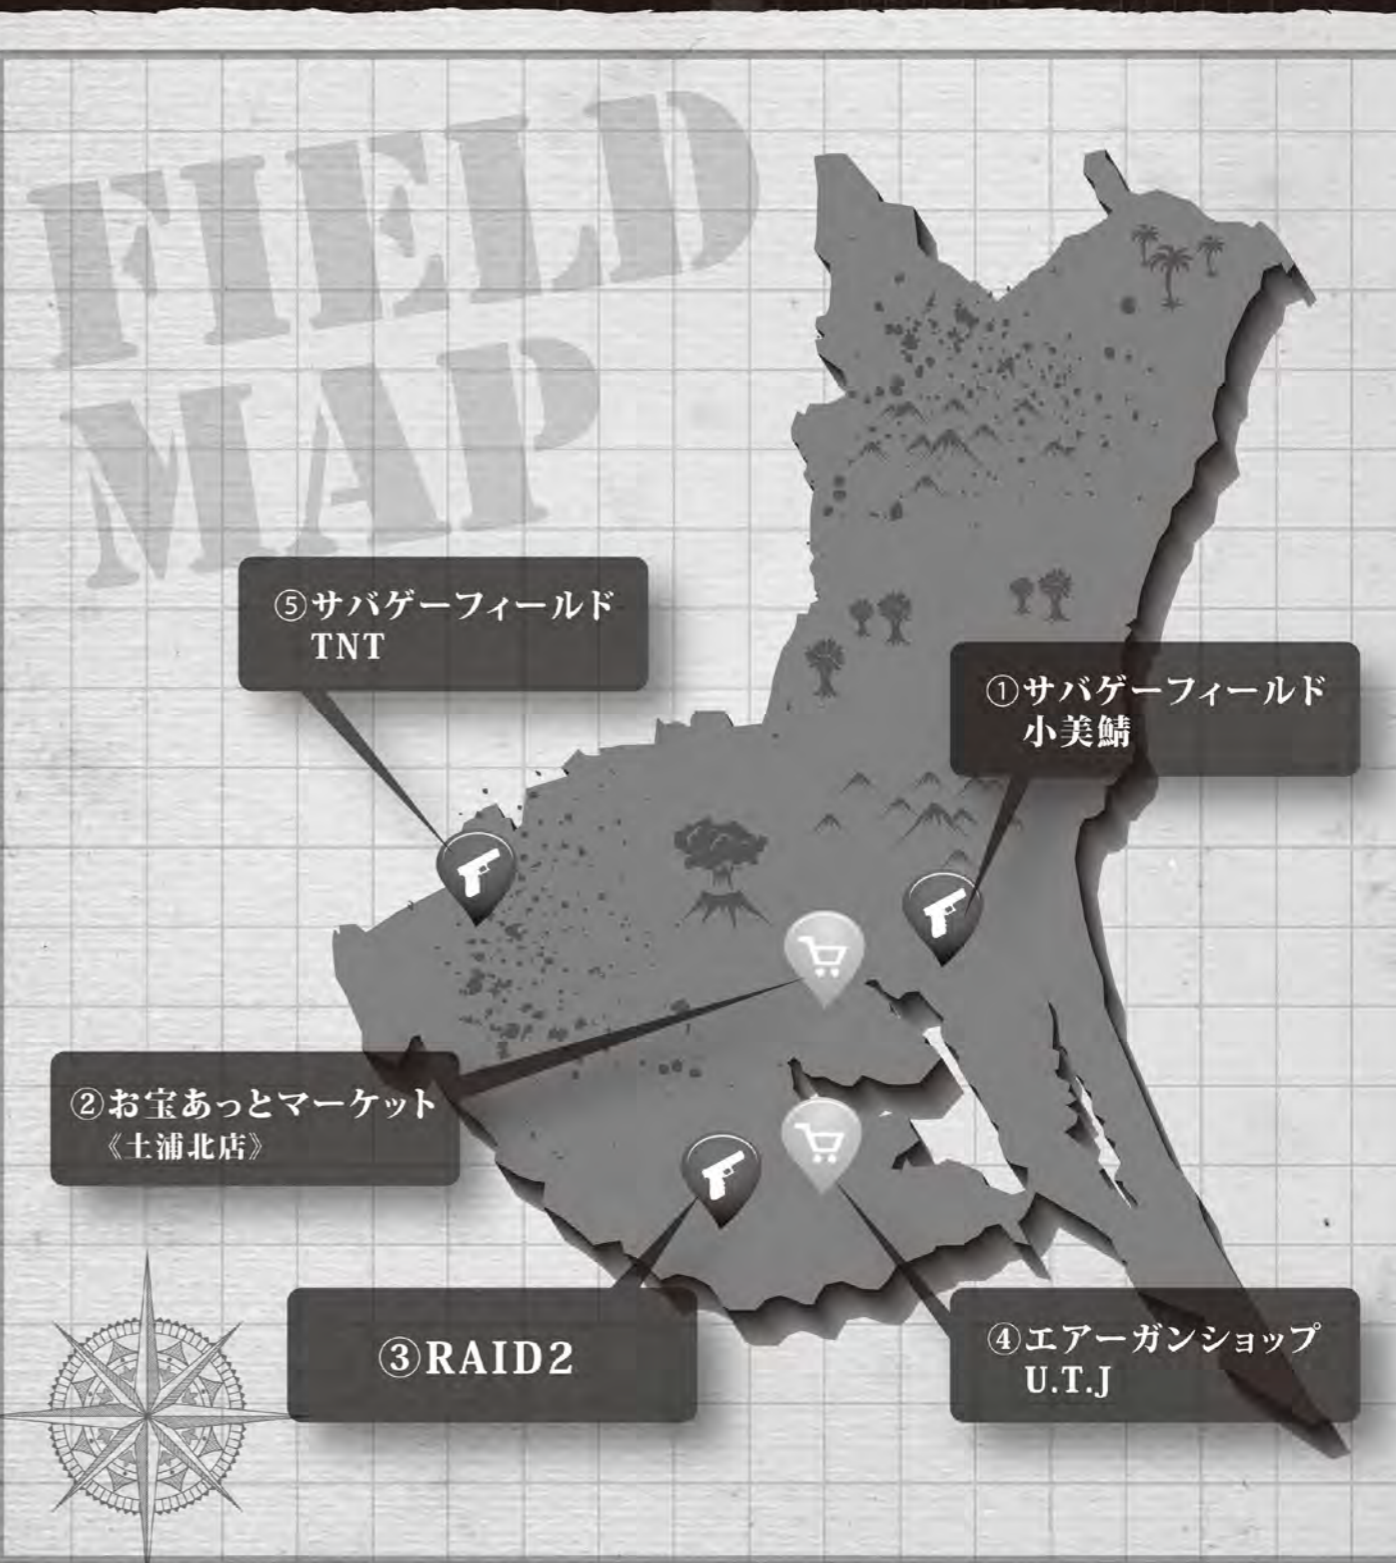 FIELD
MAP
⑤サバゲーフィールド
TNT
①サバゲーフィールド
小美鯖
②お宝あっとマーケット
《土浦北店》
③RAID2
④エアーガンショップ
U.T.J